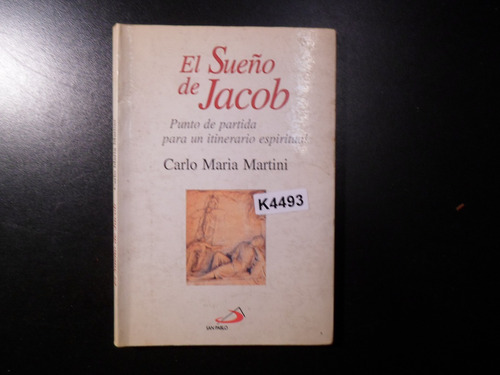 El Sueño
de Jacob
Punto de partida
para un itinerario espiritual
Carlo Maria Martini
K4493
SAN PABLO